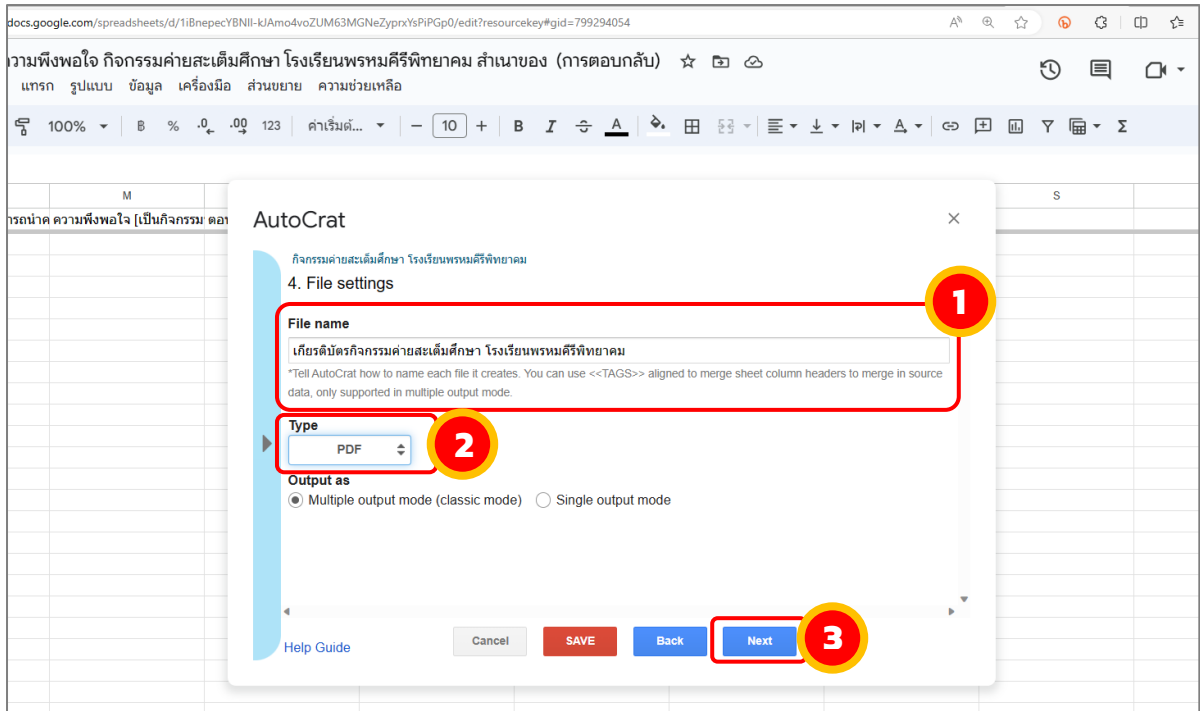 docs.google.com/spreadsheets/d/1iBnepecYBNII-kJAmo4voZUM63MGNeZyprxYsPiPGp0/edit?resourcekey#gid=799294054
วามพึงพอใจ กิจกรรมค่ายสะเต็มศึกษา โรงเรียนพรหมคีรีพิทยาคม สำเนาของ (การตอบกลับ)
แทรก รูปแบบ ข้อมูล เครื่องมือ ส่วนขยาย ความช่วยเหลือ
100% ฿ % .0 .00 123 ค่าเริ่มต้... − 10 + B I A
M S
ารถนำค ความพึงพอใจ [เป็นกิจกรรม ตอบ
AutoCrat
กิจกรรมค่ายสะเต็มศึกษา โรงเรียนพรหมคีรีพิทยาคม
4. File settings
1
File name
เกียรติบัตรกิจกรรมค่ายสะเต็มศึกษา โรงเรียนพรหมคีรีพิทยาคม
*Tell AutoCrat how to name each file it creates. You can use <<TAGS>> aligned to merge sheet column headers to merge in source
data, only supported in multiple output mode.
Type
PDF
2
Output as
Multiple output mode (classic mode) Single output mode
Help Guide Cancel SAVE Back Next
3